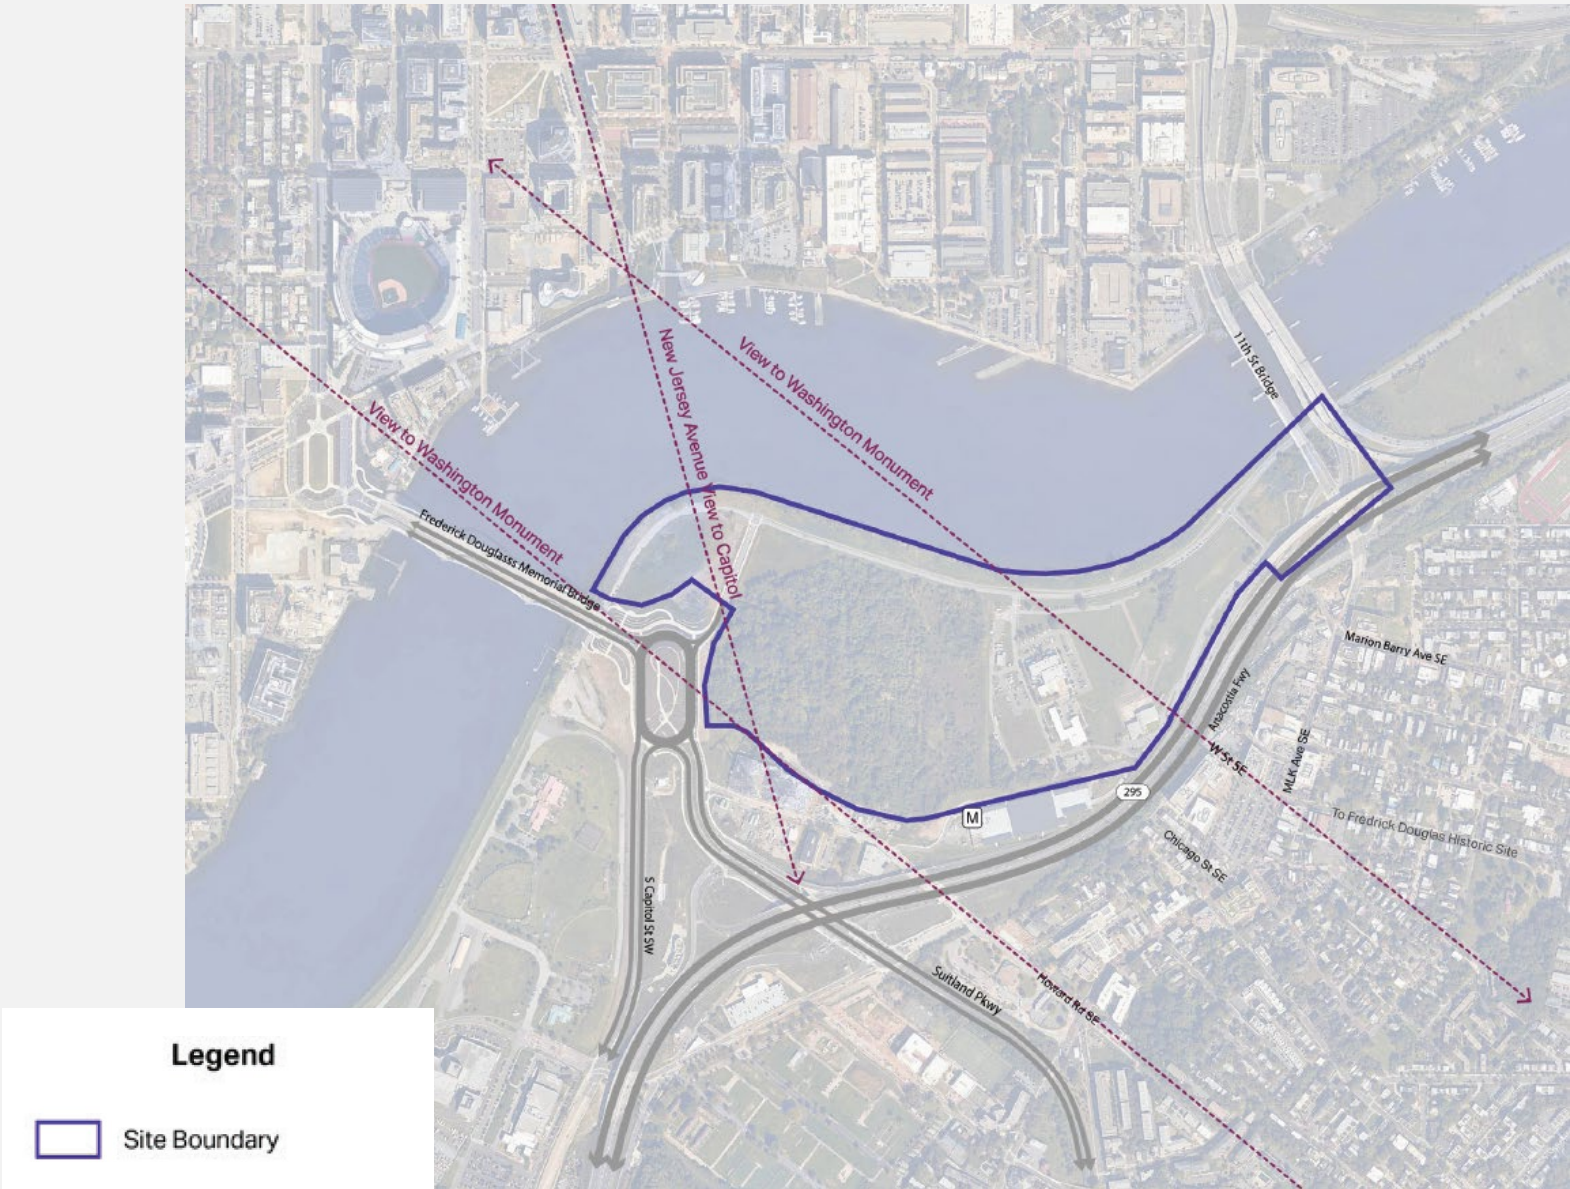 11th St Bridge
View to Washington Monument
New Jersey Avenue View to Capitol
View to Washington Monument
Frederick Douglasss Memorial Bridge
Marion Barry Ave SE
Anacostia Fwy
W St SE
MLK Ave SE
295
M
To Fredrick Douglas Historic Site
Chicago St SE
S Capitol St SW
Suitland Pkwy
Howard Rd SE
Legend
Site Boundary